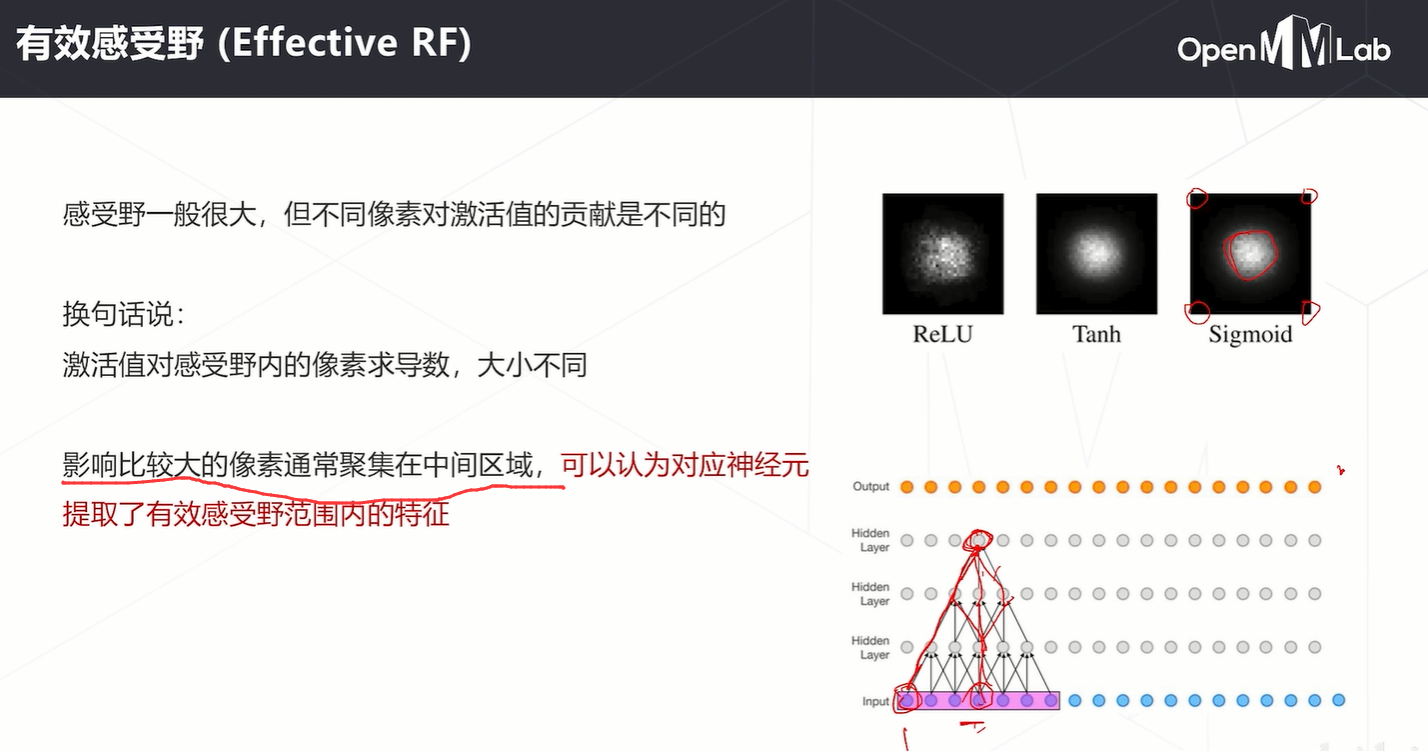 有效感受野 (Effective RF)
OpenMMLab
感受野一般很大，但不同像素对激活值的贡献是不同的
换句话说：
激活值对感受野内的像素求导数，大小不同
影响比较大的像素通常聚集在中间区域，可以认为对应神经元
提取了有效感受野范围内的特征
ReLU
Tanh
Sigmoid
Output
Hidden
Layer
Hidden
Layer
Hidden
Layer
Input